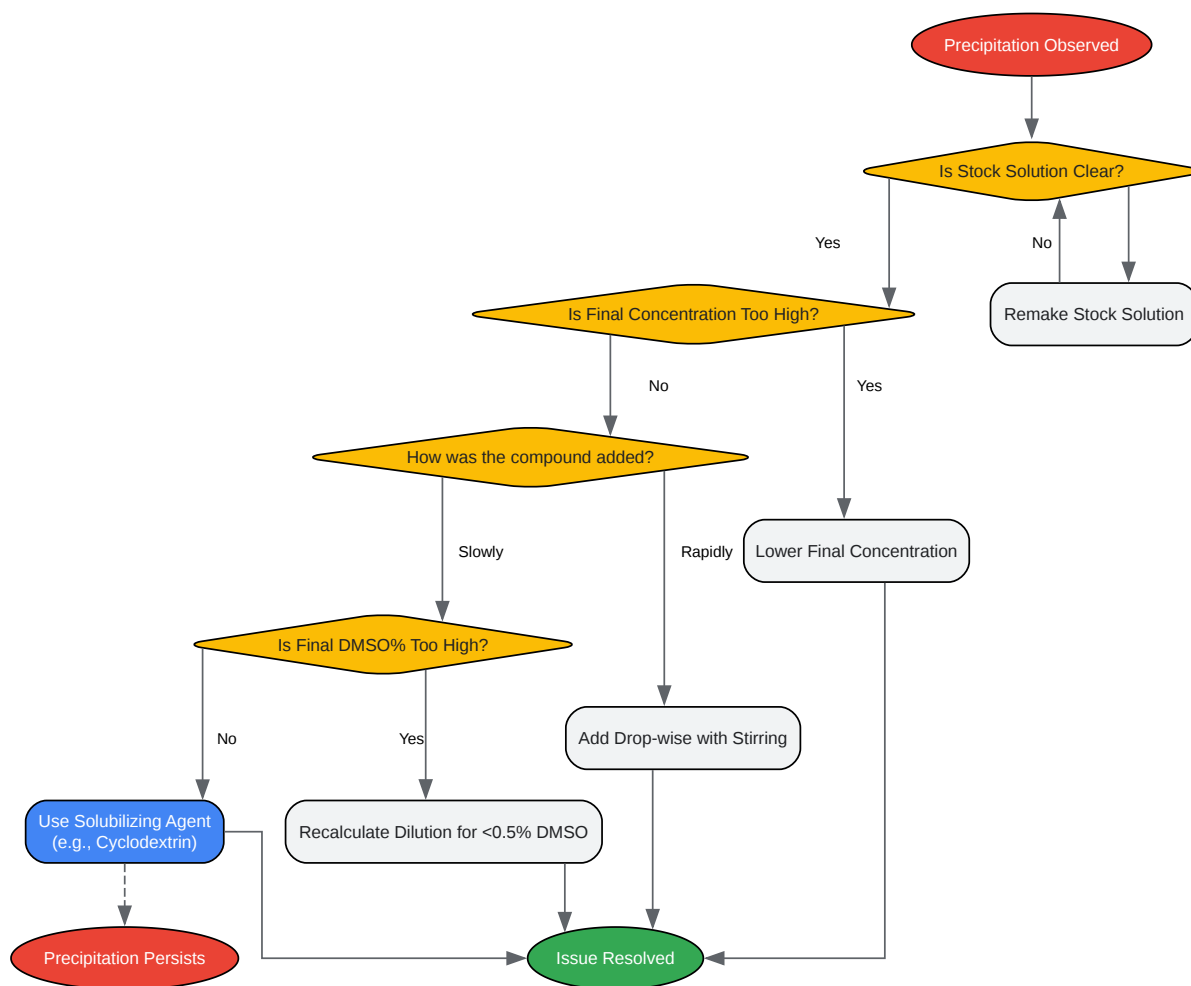 Precipitation Observed
Is Stock Solution Clear?
Yes
No
Is Final Concentration Too High?
Remake Stock Solution
No
Yes
How was the compound added?
Slowly
Rapidly
Lower Final Concentration
Is Final DMSO% Too High?
No
Yes
Add Drop-wise with Stirring
Use Solubilizing Agent
(e.g., Cyclodextrin)
Recalculate Dilution for <0.5% DMSO
Precipitation Persists
Issue Resolved